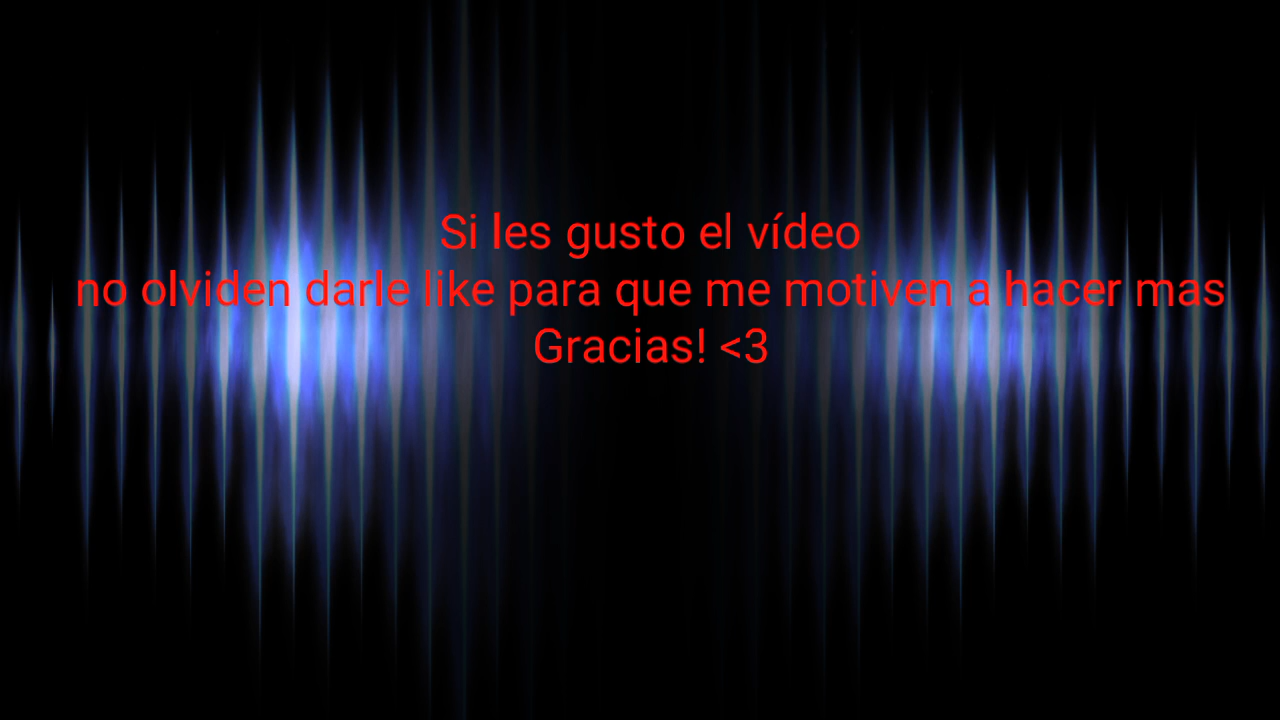 Si les gusto el vídeo
no olviden darle like para que me motiven a hacer mas
Gracias! <3